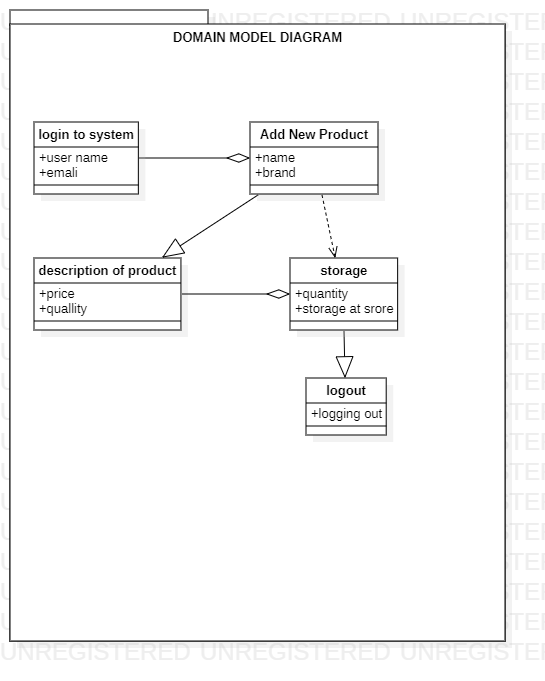 DOMAIN MODEL DIAGRAM
login to system
+user name
+emali
Add New Product
+name
+brand
description of product
+price
+quallity
storage
+quantity
+storage at srore
logout
+logging out
UNREGISTERED UNREGISTERED UNREGISTEI